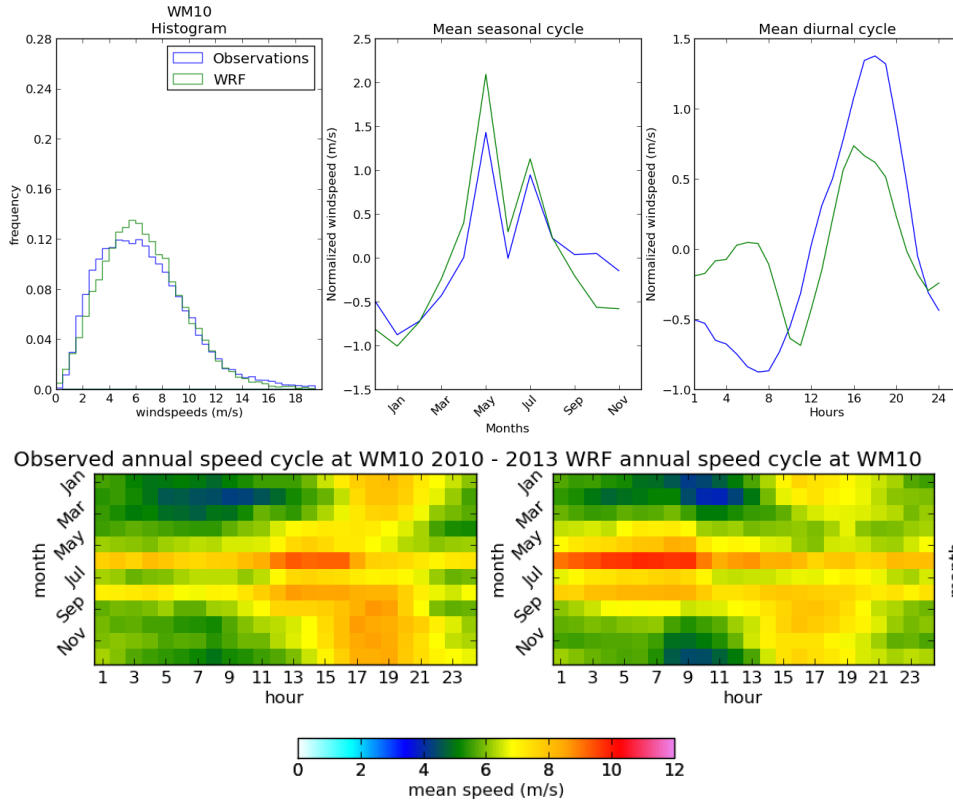 WM10
Histogram
Observations
WRF
frequency
0.28
0.24
0.20
0.16
0.12
0.08
0.04
0.0
0 2 4 6 8 10 12 14 16 18
windspeeds (m/s)
Mean seasonal cycle
Normalized windspeed (m/s)
2.5
2.0
1.5
1.0
0.5
0.0
−0.5
−1.0
−1.5
Jan Mar May Jul Sep Nov
Months
Mean diurnal cycle
Normalized windspeed (m/s)
1.5
1.0
0.5
0.0
−0.5
−1.0
1 4 8 12 16 20 24
Hours
Observed annual speed cycle at WM10 2010 - 2013 WRF annual speed cycle at WM10
month
Jan
Mar
May
Jul
Sep
Nov
1 3 5 7 9 11 13 15 17 19 21 23
hour
month
Jan
Mar
May
Jul
Sep
Nov
1 3 5 7 9 11 13 15 17 19 21 23
hour
month
0 2 4 6 8 10 12
mean speed (m/s)